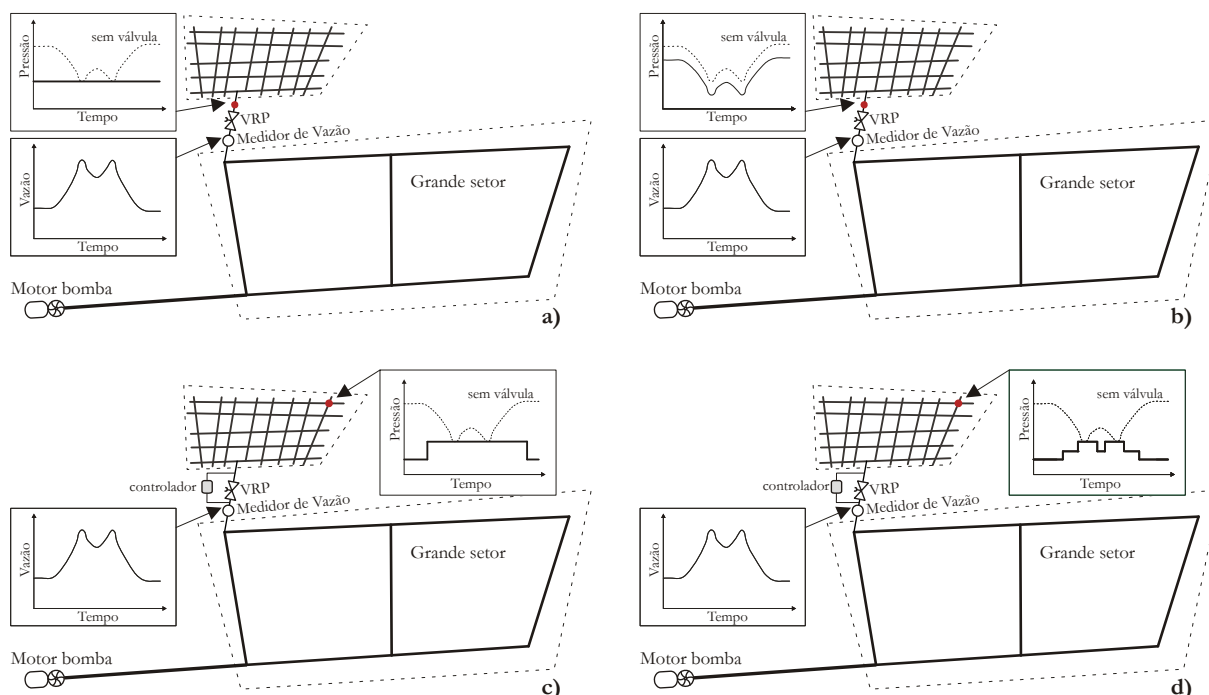 Pressão
sem válvula
Tempo
VRP
Medidor de Vazão
Vazão
Tempo
Grande setor
Motor bomba
a)
Pressão
sem válvula
Tempo
VRP
Medidor de Vazão
Vazão
Tempo
Grande setor
Motor bomba
b)
Pressão
sem válvula
Tempo
controlador
VRP
Medidor de Vazão
Vazão
Tempo
Grande setor
Motor bomba
c)
Pressão
sem válvula
Tempo
controlador
VRP
Medidor de Vazão
Vazão
Tempo
Grande setor
Motor bomba
d)